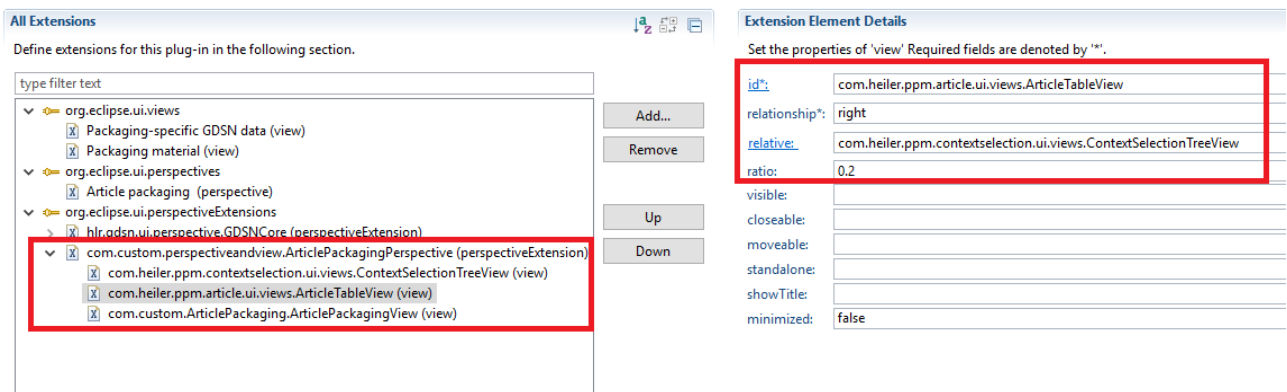 All Extensions
Define extensions for this plug-in in the following section.
type filter text
org.eclipse.ui.views
Packaging-specific GDSN data (view)
Packaging material (view)
org.eclipse.ui.perspectives
Article packaging (perspective)
org.eclipse.ui.perspectiveExtensions
hlr.gdsn.ui.perspective.GDSNCore (perspectiveExtension)
com.custom.perspectiveandview.ArticlePackagingPerspective (perspectiveExtension)
com.heiler.ppm.contextselection.ui.views.ContextSelectionTreeView (view)
com.heiler.ppm.article.ui.views.ArticleTableView (view)
com.custom.ArticlePackaging.ArticlePackagingView (view)
Add...
Remove
Up
Down
Extension Element Details
Set the properties of 'view' Required fields are denoted by '*'.
id*: com.heiler.ppm.article.ui.views.ArticleTableView
relationship*: right
relative: com.heiler.ppm.contextselection.ui.views.ContextSelectionTreeView
ratio: 0.2
visible:
closeable:
moveable:
standalone:
showTitle:
minimized: false